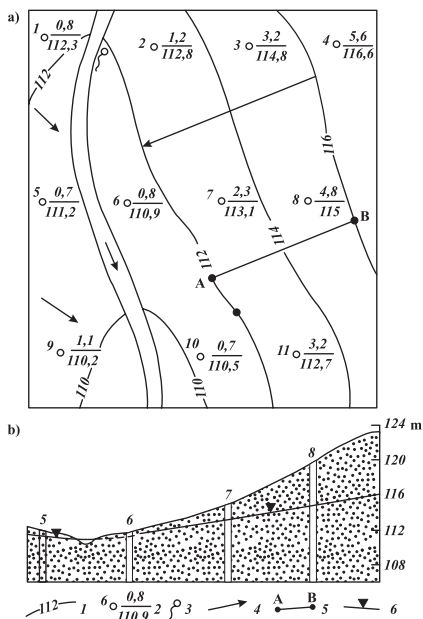 a)
1 0,8 112,3
2 1,2 112,8
3 3,2 114,8
4 5,6 116,6
112
116
5 0,7 111,2
6 0,8 110,9
7 2,3 113,1
8 4,8 115
B
112
114
A
9 1,1 110,2
10 0,7 110,5
11 3,2 112,7
110
110
b)
124 m
8
120
7
116
5
6
112
108
112 1
6 0,8 110,9 2
3
4
A B 5
6